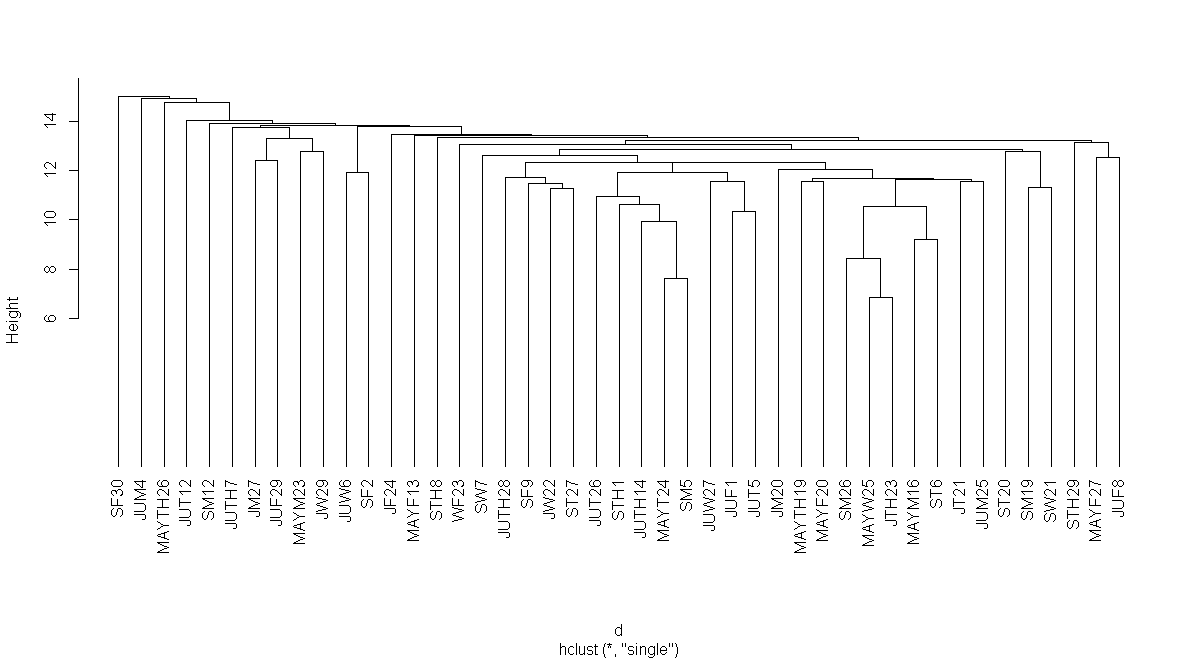 14
12
10
8
6
Height
SF30
JUM4
MAYTH26
JUT12
SM12
JUTH7
JM27
JUF29
MAYM23
JW29
JUW6
SF2
JF24
MAYF13
STH8
WF23
SW7
JUTH28
SF9
JW22
ST27
JUT26
STH1
JUTH14
MAYT24
SM5
JUW27
JUF1
JUT5
JM20
MAYTH19
MAYF20
SM26
MAYW25
JTH23
MAYM16
ST6
JT21
JUM25
ST20
SM19
SW21
STH29
MAYF27
JUF8
d
hclust (*, "single")